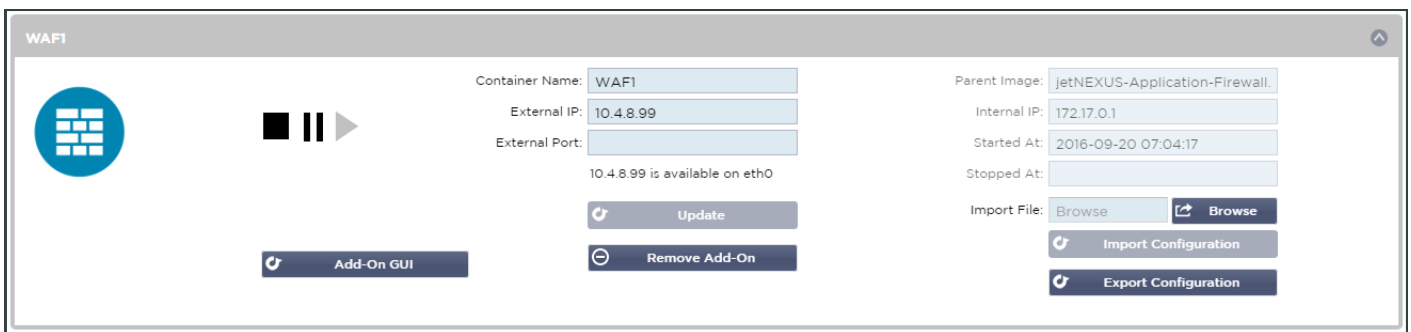 WAF1
Container Name: WAF1
External IP: 10.4.8.99
External Port:
10.4.8.99 is available on eth0
Update
Remove Add-On
Add-On GUI
Parent Image: jetNEXUS-Application-Firewall.
Internal IP: 172.17.0.1
Started At: 2016-09-20 07:04:17
Stopped At:
Import File: Browse Browse
Import Configuration
Export Configuration